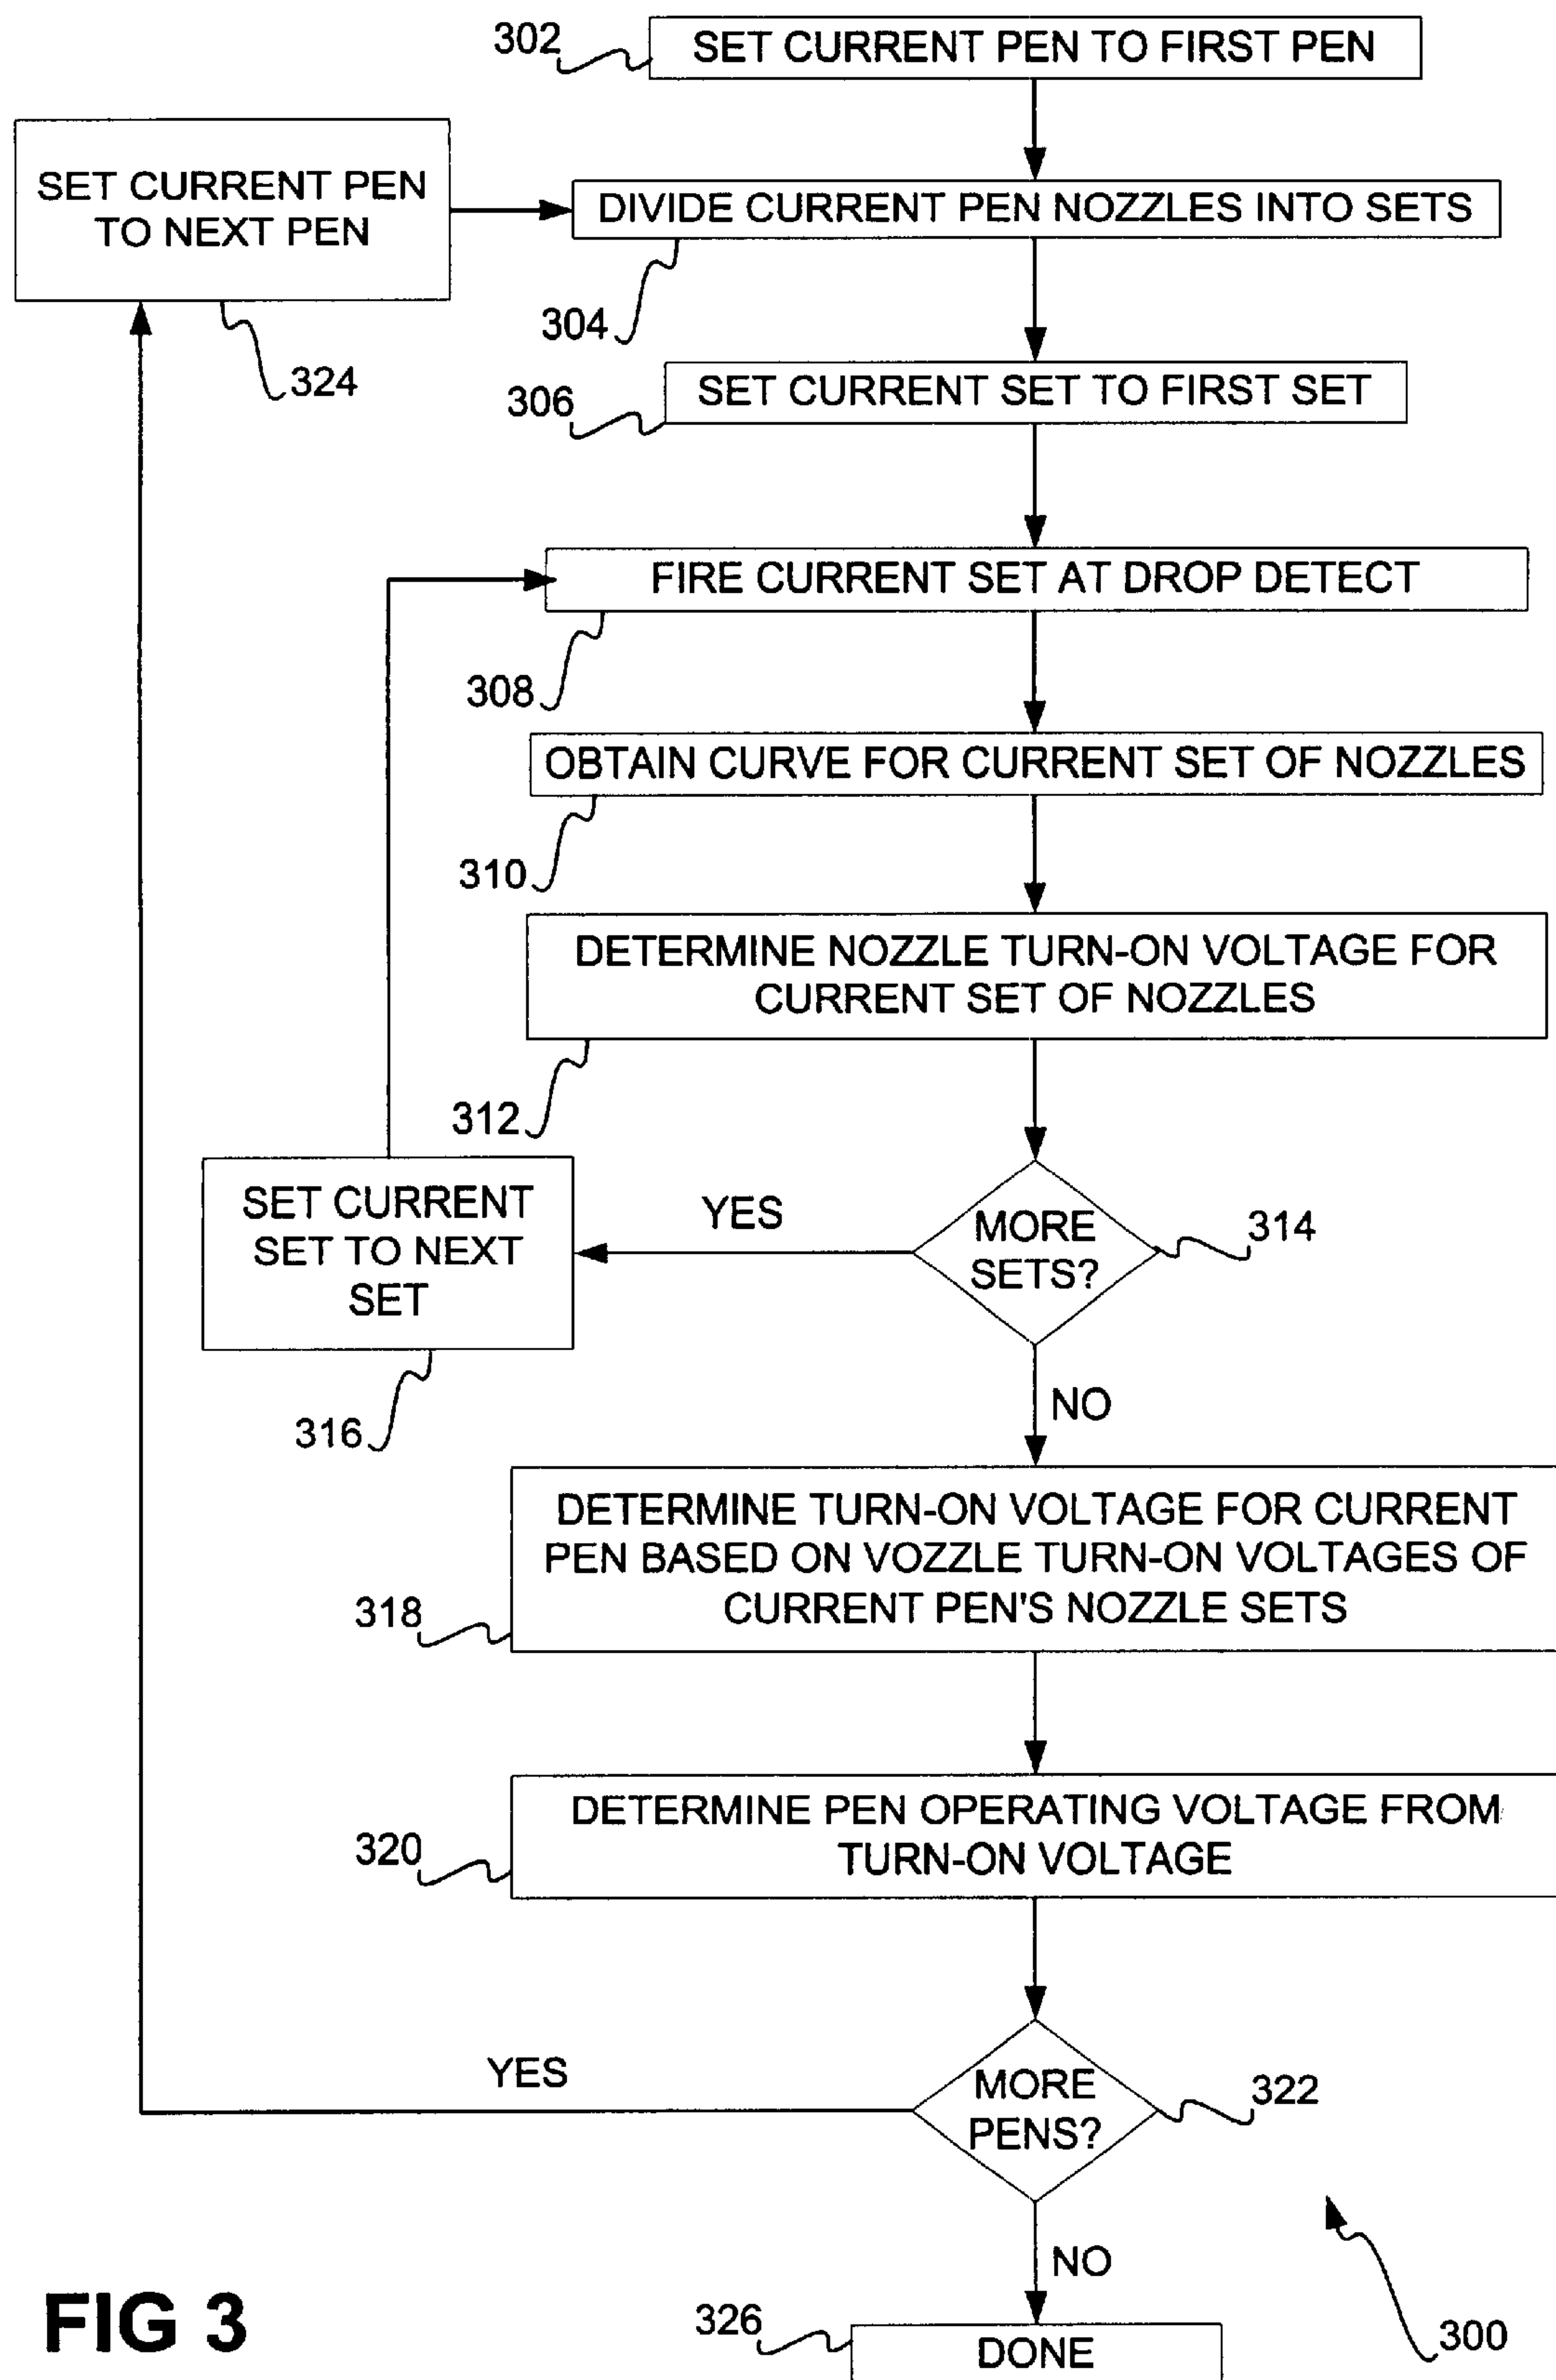 302
SET CURRENT PEN TO FIRST PEN
SET CURRENT PEN
TO NEXT PEN
324
DIVIDE CURRENT PEN NOZZLES INTO SETS
304
SET CURRENT SET TO FIRST SET
306
FIRE CURRENT SET AT DROP DETECT
308
OBTAIN CURVE FOR CURRENT SET OF NOZZLES
310
DETERMINE NOZZLE TURN-ON VOLTAGE FOR
CURRENT SET OF NOZZLES
312
MORE
SETS?
314
YES
SET CURRENT
SET TO NEXT
SET
316
NO
DETERMINE TURN-ON VOLTAGE FOR CURRENT
PEN BASED ON VOZZLE TURN-ON VOLTAGES OF
CURRENT PEN'S NOZZLE SETS
318
DETERMINE PEN OPERATING VOLTAGE FROM
TURN-ON VOLTAGE
320
YES
MORE
PENS?
322
NO
326
DONE
300
FIG 3